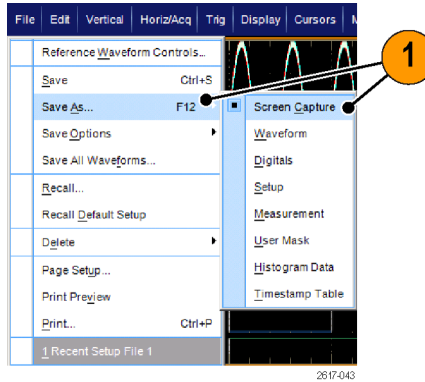 File Edit Vertical Horiz/Acq Trig Display Cursors
Reference Waveform Controls...
Save Ctrl+S
Save As... F12
Save Options
Save All Waveforms...
Recall...
Recall Default Setup
Delete
Page Setup...
Print Preview
Print... Ctrl+P
1 Recent Setup File 1
Screen Capture
Waveform
Digitals
Setup
Measurement
User Mask
Histogram Data
Timestamp Table
1
2617-043